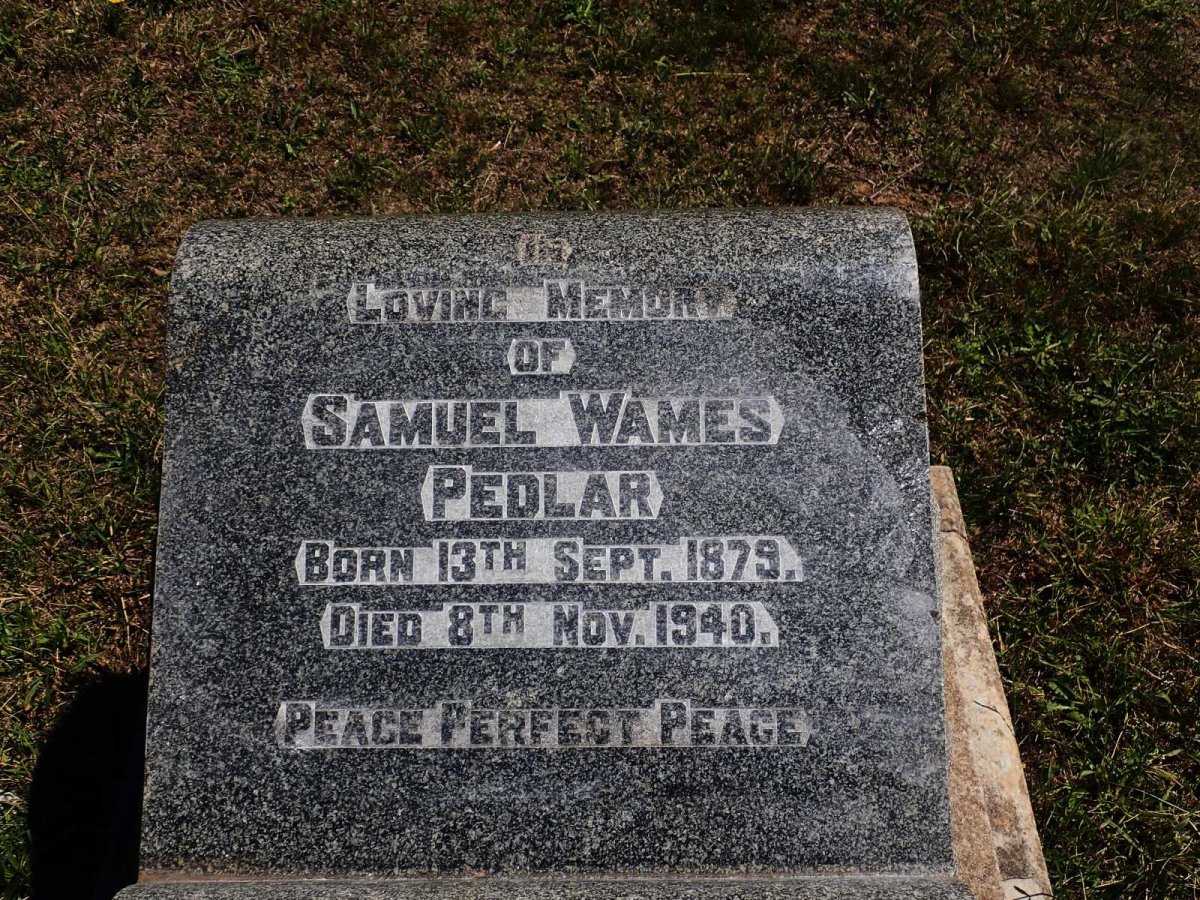 IN
LOVING MEMORY
OF
SAMUEL WAMES
PEDLAR
BORN 13TH SEPT. 1879.
DIED 8TH NOV. 1940.
PEACE PERFECT PEACE